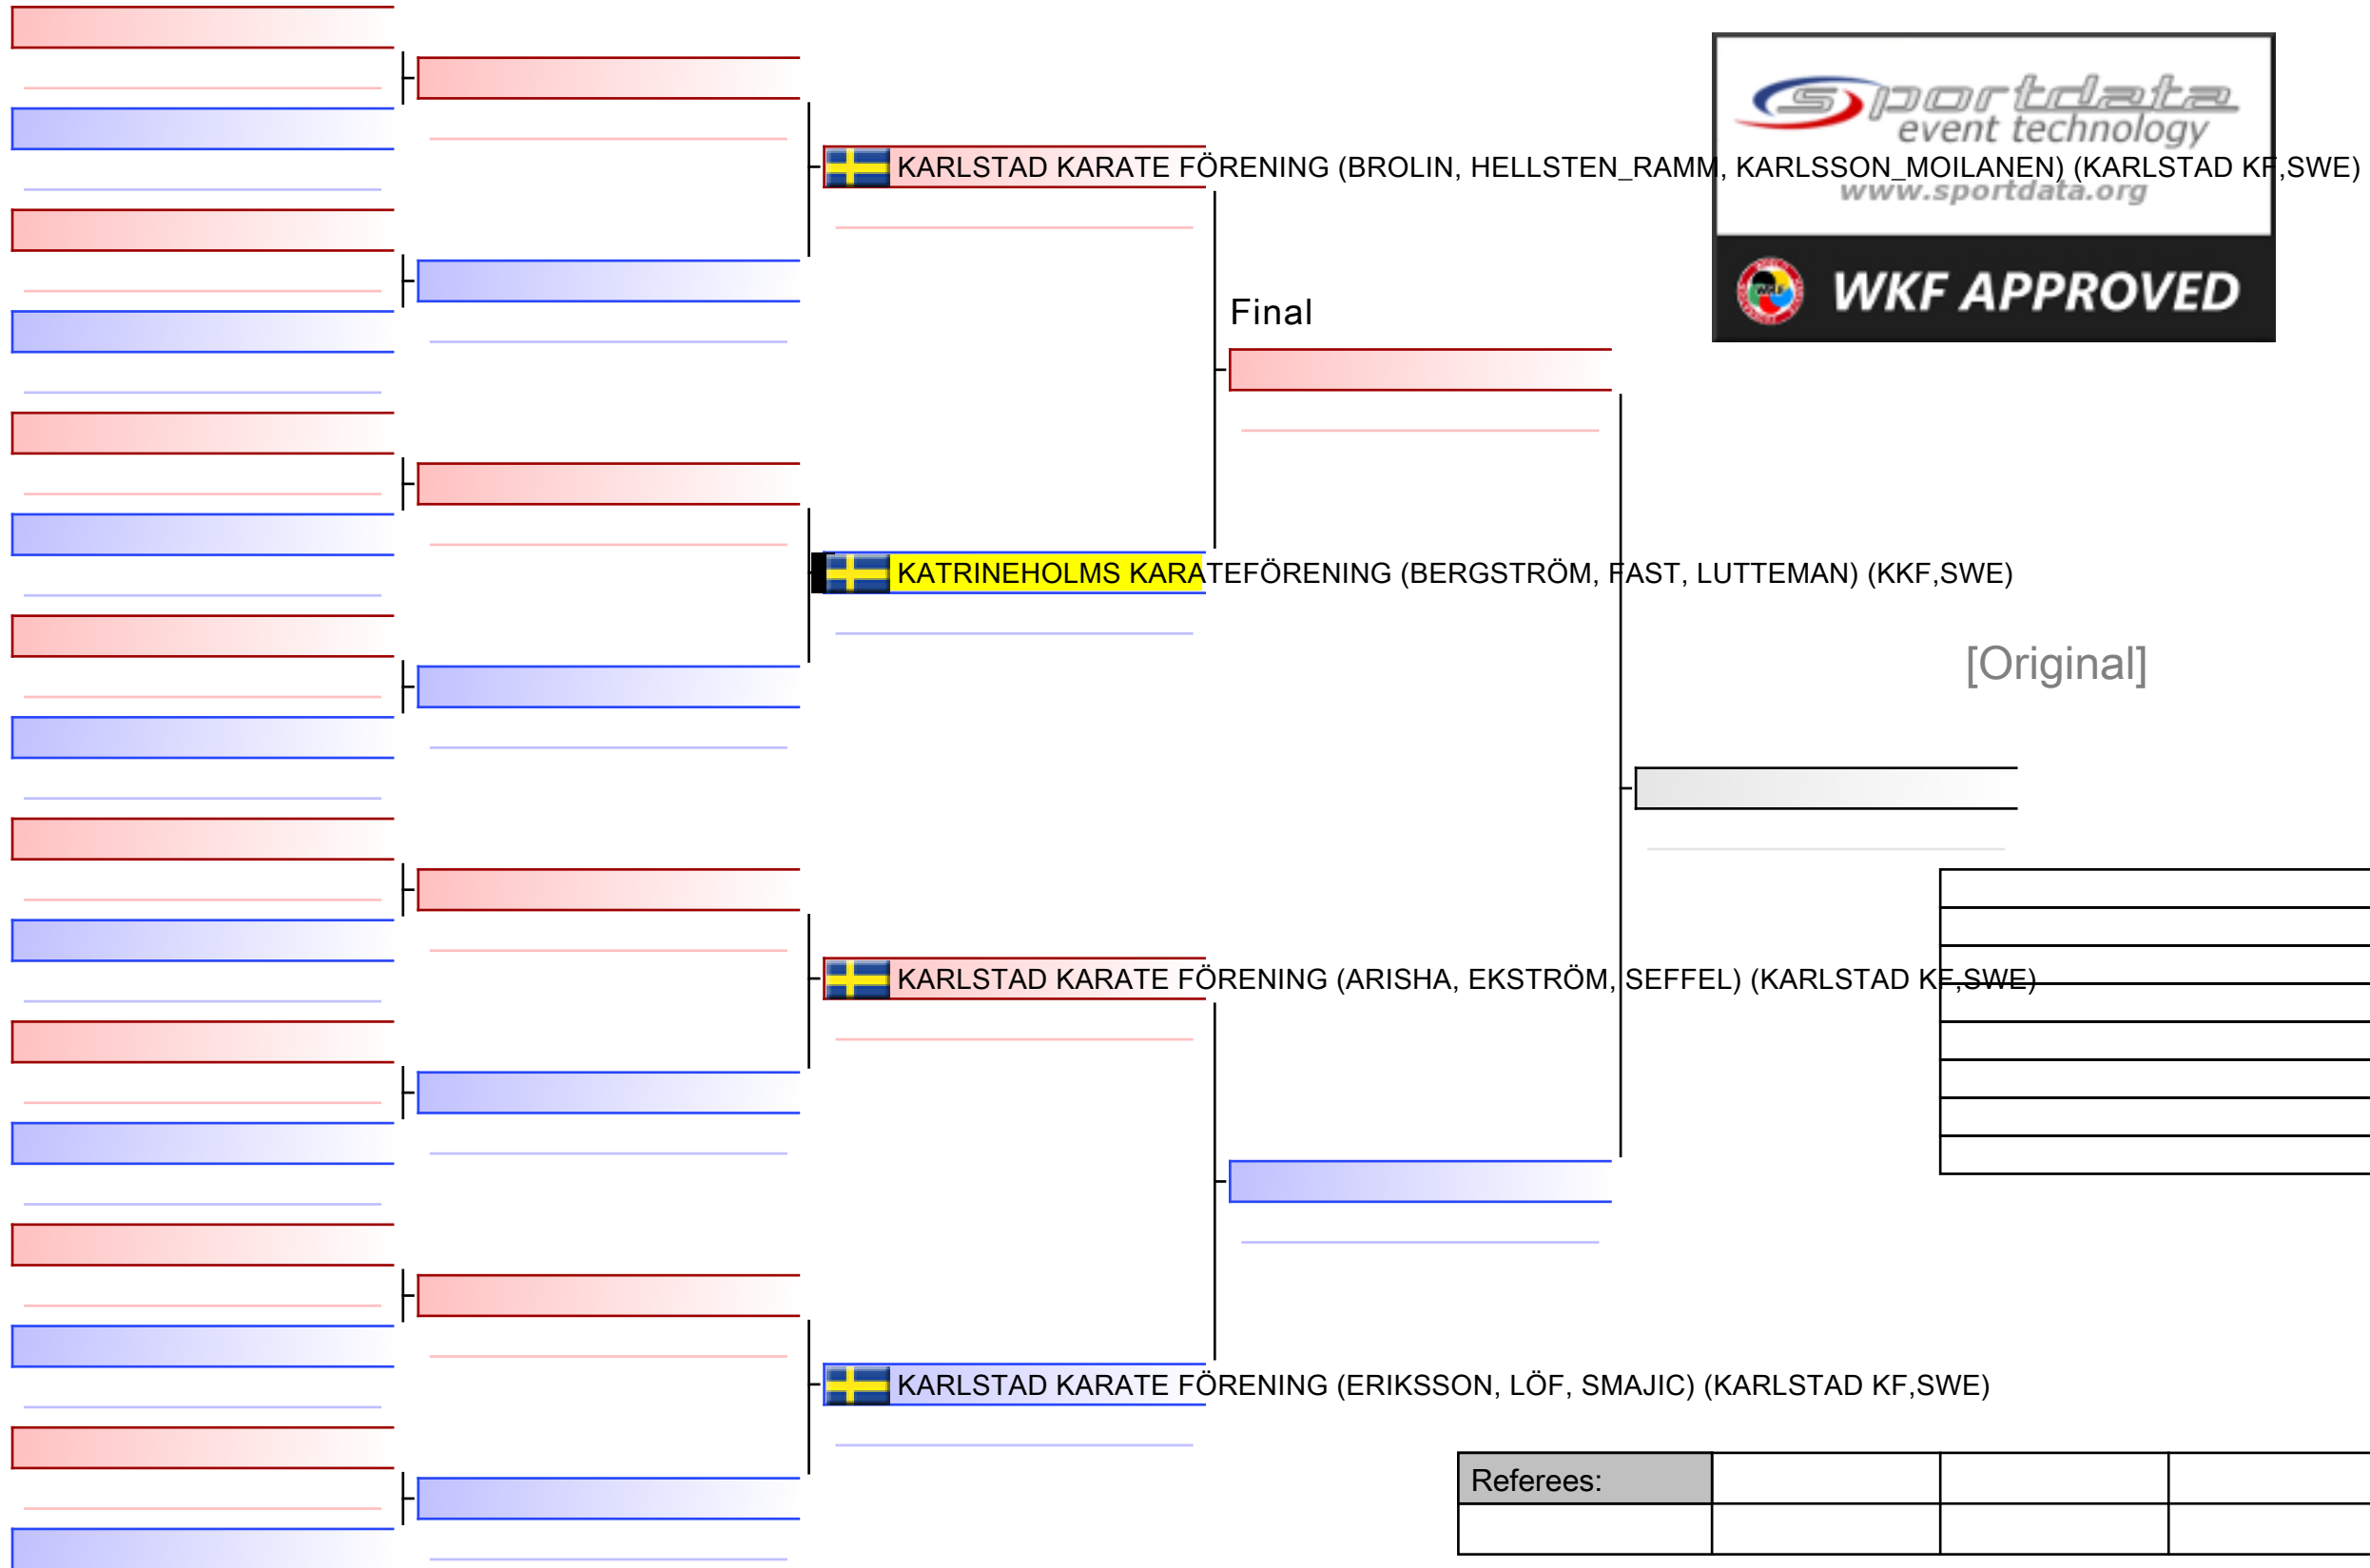 sportdata
event technology
KARLSTAD KARATE FÖRENING (BROLIN, HELLSTEN_RAMM, KARLSSON_MOILANEN) (KARLSTAD KF,SWE)
www.sportdata.org
WKF
WKF APPROVED
Final
KATRINEHOLMS KARATEFÖRENING (BERGSTRÖM, FAST, LUTTEMAN) (KKF,SWE)
[Original]
KARLSTAD KARATE FÖRENING (ARISHA, EKSTRÖM, SEFFEL) (KARLSTAD KF,SWE)
KARLSTAD KARATE FÖRENING (ERIKSSON, LÖF, SMAJIC) (KARLSTAD KF,SWE)
Referees: